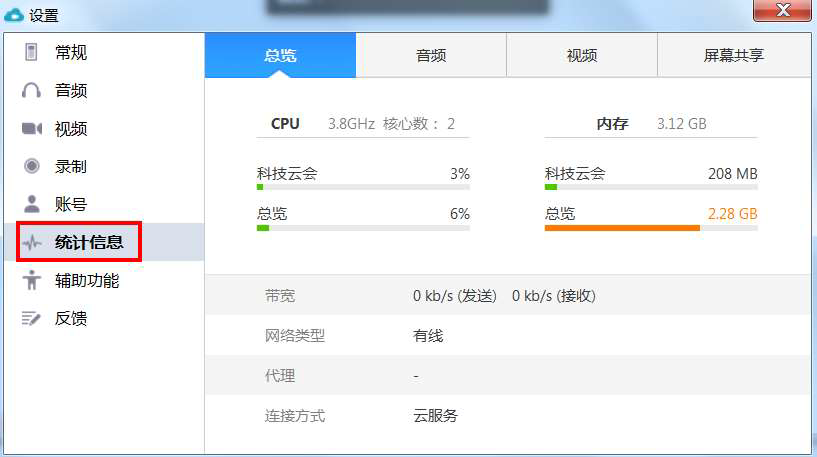 设置
常规
音频
视频
录制
账号
统计信息
辅助功能
反馈
总览 音频 视频 屏幕共享
CPU 3.8GHz 核心数： 2
科技云会 3%
总览 6%
内存 3.12 GB
科技云会 208 MB
总览 2.28 GB
带宽 0 kb/s (发送) 0 kb/s (接收)
网络类型 有线
代理 -
连接方式 云服务